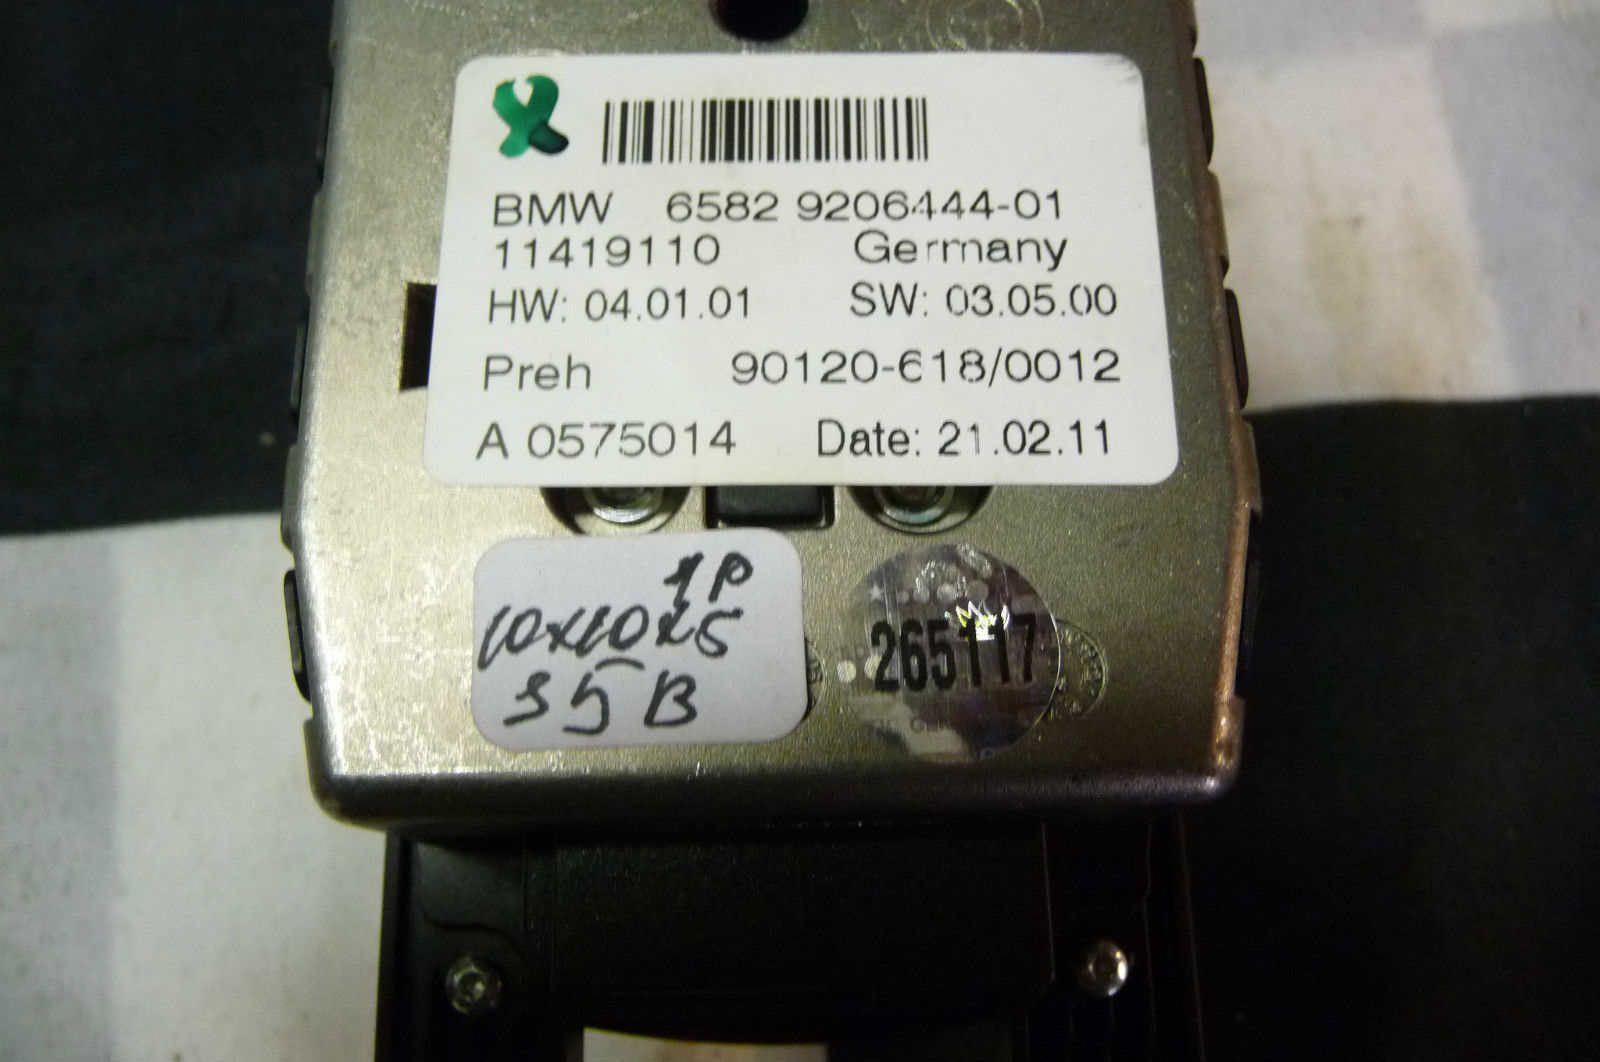 BMW 6582 9206444-01
11419110 Germany
HW: 04.01.01 SW: 03.05.00
Preh 90120-618/0012
A 0575014 Date: 21.02.11
1P
10x10x5
35B
265117